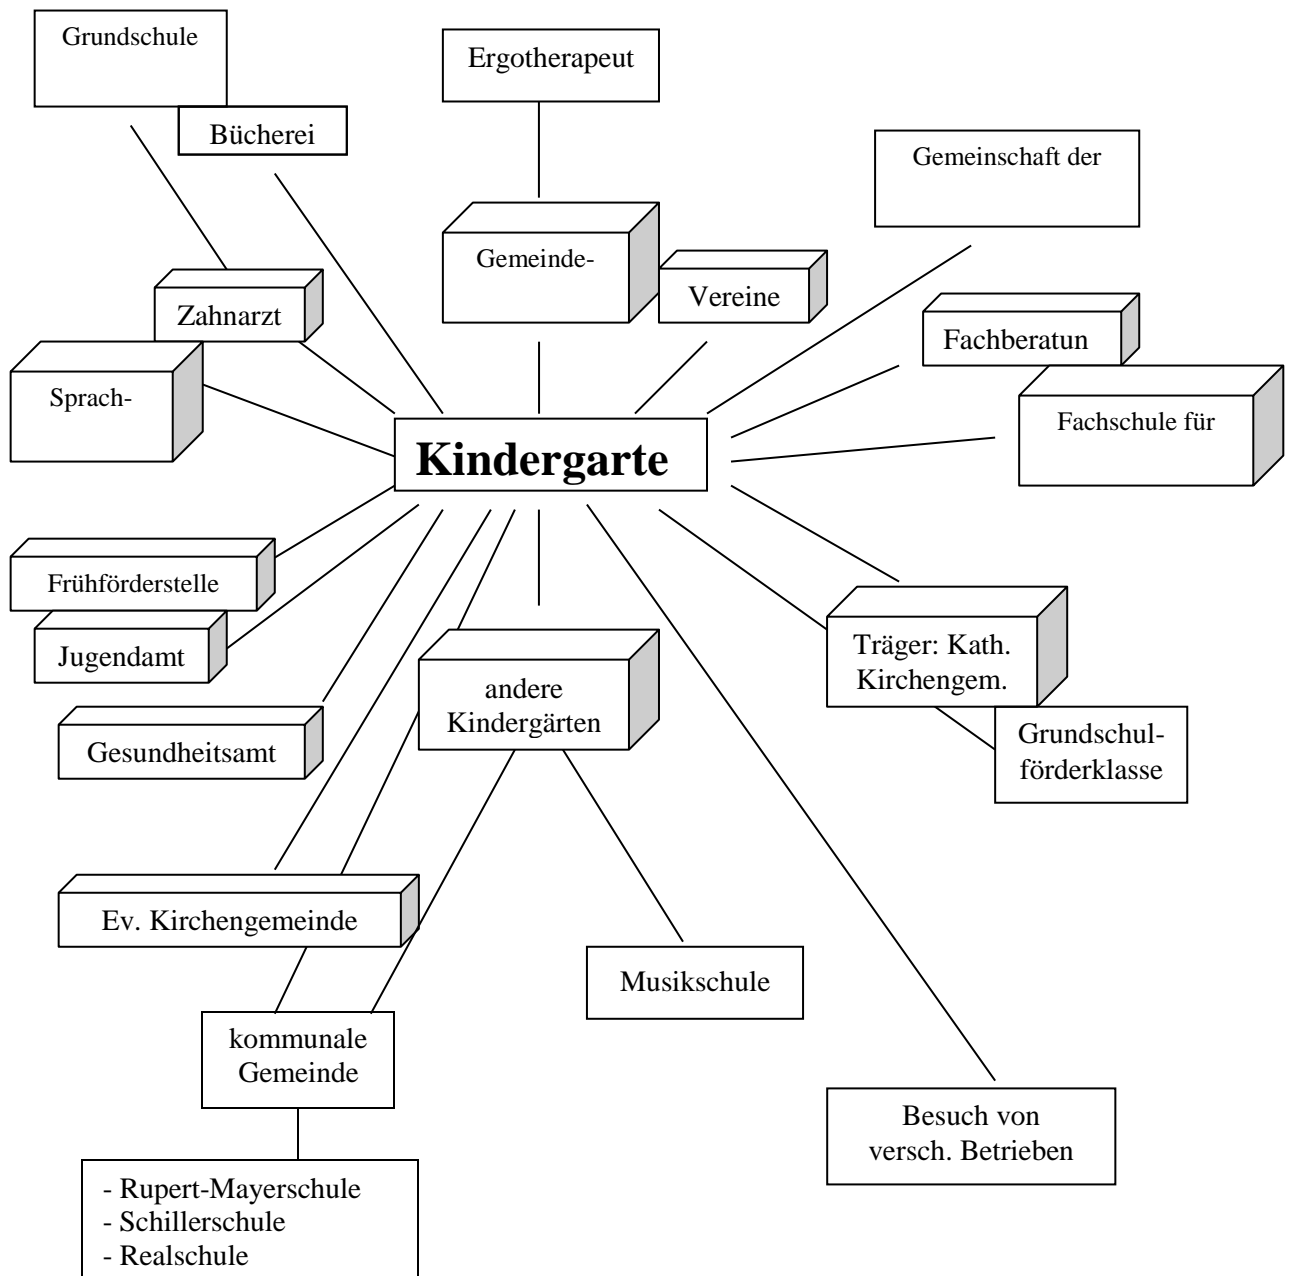 Grundschule
Ergotherapeut
Bücherei
Gemeinschaft der
Gemeinde-
Vereine
Zahnarzt
Fachberatun
Sprach-
Fachschule für
Kindergarte
Frühförderstelle
Jugendamt
Träger: Kath.
Kirchengem.
andere
Kindergärten
Gesundheitsamt
Grundschul-
förderklasse
Ev. Kirchengemeinde
Musikschule
kommunale
Gemeinde
Besuch von
versch. Betrieben
- Rupert-Mayerschule
- Schillerschule
- Realschule